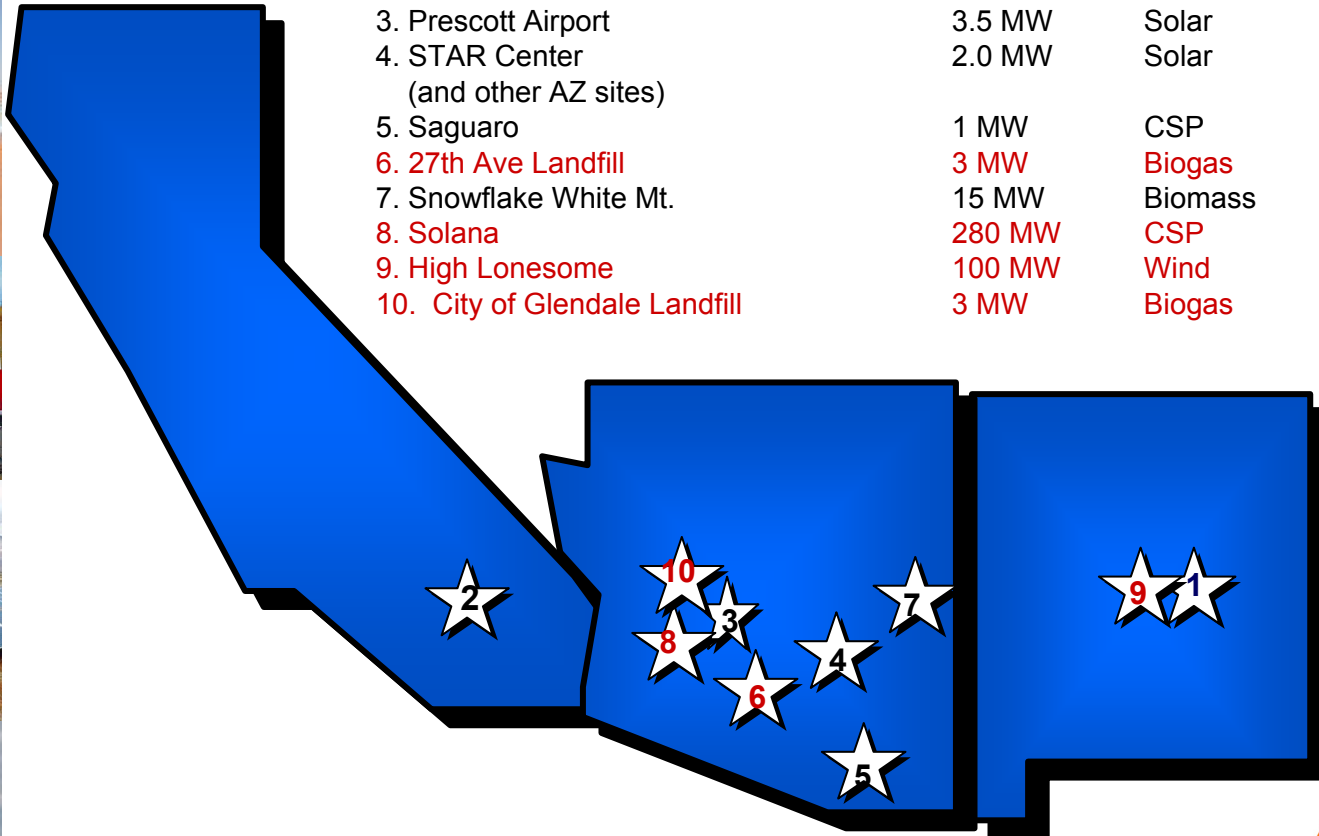 3. Prescott Airport 3.5 MW Solar
4. STAR Center 2.0 MW Solar
(and other AZ sites)
5. Saguaro 1 MW CSP
6. 27th Ave Landfill 3 MW Biogas
7. Snowflake White Mt. 15 MW Biomass
8. Solana 280 MW CSP
9. High Lonesome 100 MW Wind
10. City of Glendale Landfill 3 MW Biogas
10
2
3
7
9
1
8
4
6
5